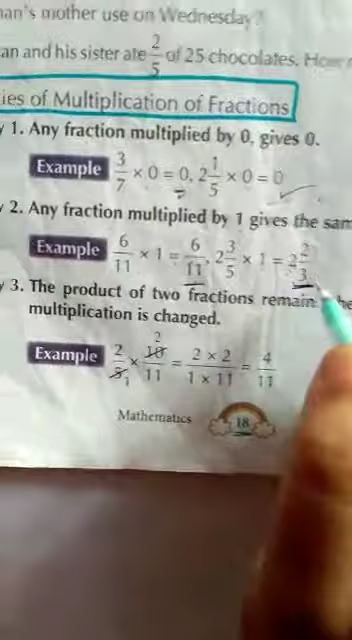 an's mother use on Wednesday?
an and his sister ate 2/5 of 25 chocolates. How
ies of Multiplication of Fractions
1. Any fraction multiplied by 0, gives 0.
Example 3/7 × 0 = 0, 2 1/5 × 0 = 0
2. Any fraction multiplied by 1 gives the sam
Example 6/11 × 1 = 6/11, 2 3/5 × 1 =
3. The product of two fractions remain
multiplication is changed.
2
Example 2/5 1 × 10/11 = 2 × 2/1 × 11 = 4/11
Mathematics 18